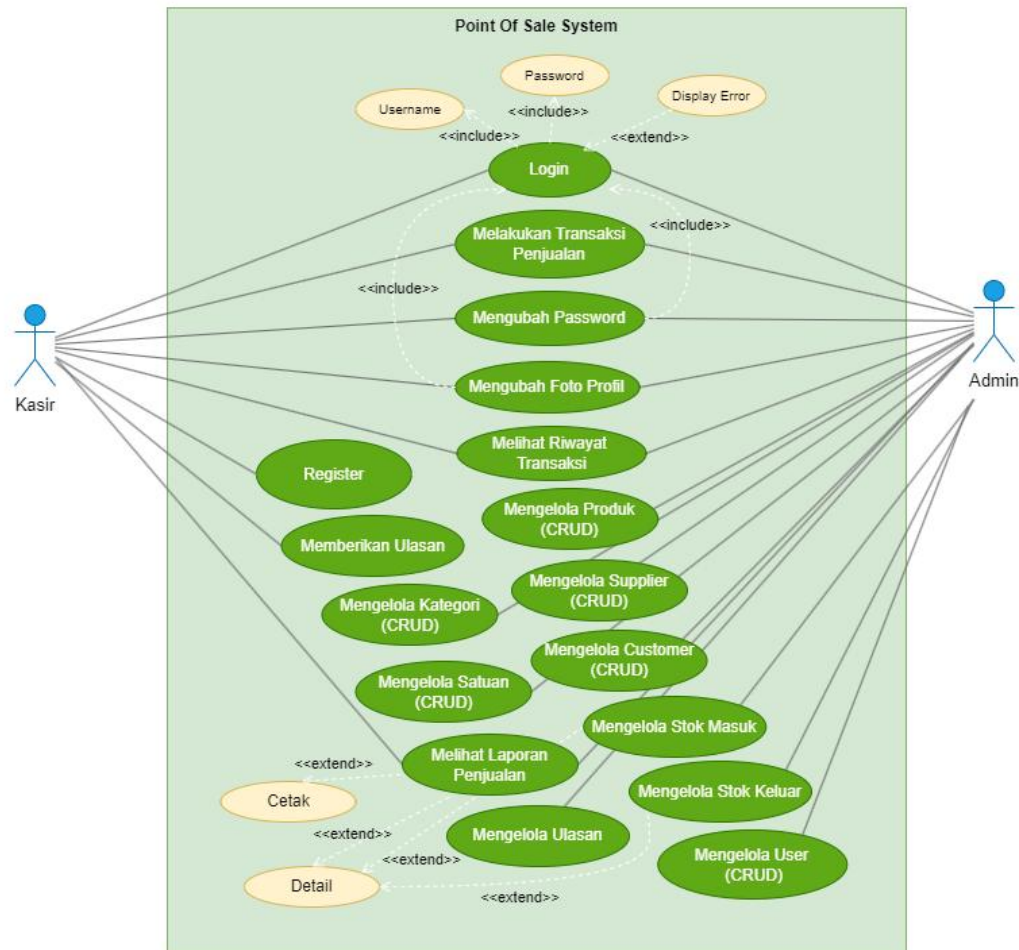 Point Of Sale System
Password
Username
Display Error
<<include>>
<<include>>
<<extend>>
Login
Melakukan Transaksi
Penjualan
<<include>>
<<include>>
Mengubah Password
Kasir
Admin
Mengubah Foto Profil
Melihat Riwayat
Transaksi
Register
Mengelola Produk
(CRUD)
Memberikan Ulasan
Mengelola Supplier
(CRUD)
Mengelola Kategori
(CRUD)
Mengelola Customer
(CRUD)
Mengelola Satuan
(CRUD)
Mengelola Stok Masuk
Melihat Laporan
Penjualan
<<extend>>
Cetak
Mengelola Stok Keluar
<<extend>>
Mengelola Ulasan
<<extend>>
Mengelola User
(CRUD)
Detail
<<extend>>